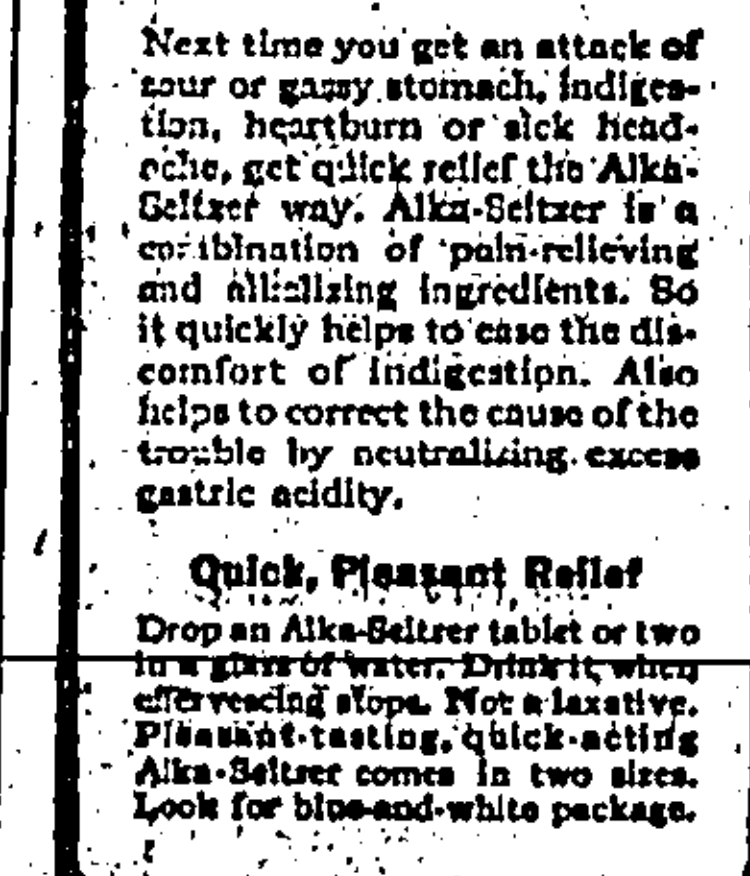 Next time you get an attack of
sour or gassy stomach, indiges-
tion, heartburn or sick head-
ache, get quick relief the Alka-
Seltzer way. Alka-Seltzer is a
combination of pain-relieving
and alkalizing ingredients. So
it quickly helps to ease the dis-
comfort of indigestion. Also
helps to correct the cause of the
trouble by neutralizing excess
gastric acidity.
Quick, Pleasant Relief
Drop an Alka-Seltzer tablet or two
in a glass of water. Drink it, when
effervescing stops. Not a laxative.
Pleasant-tasting, quick-acting
Alka-Seltzer comes in two sizes.
Look for blue-and-white package.